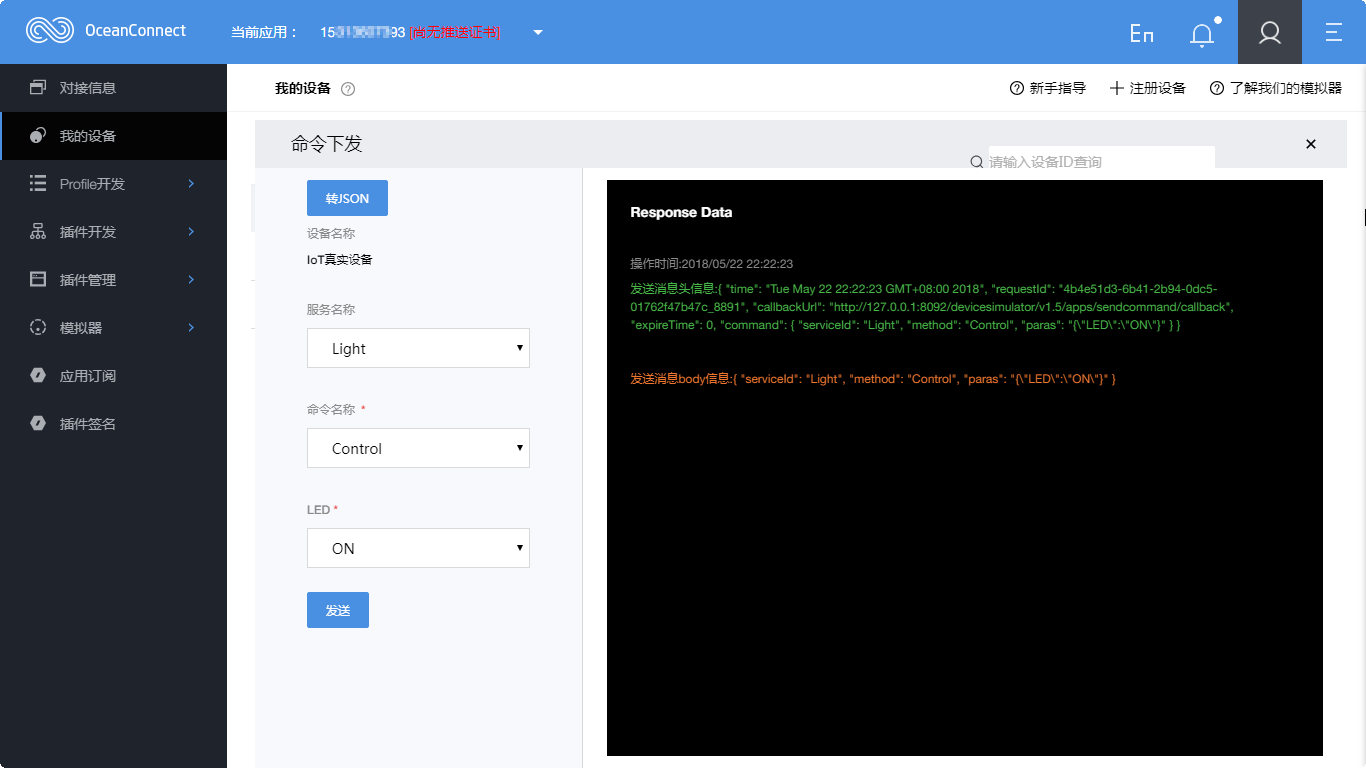 OceanConnect
当前应用：
[尚无推送证书]
En
对接信息
我的设备
Profile开发
插件开发
插件管理
模拟器
应用订阅
插件签名
我的设备
新手指导
注册设备
了解我们的模拟器
命令下发
请输入设备ID查询
转JSON
设备名称
IoT真实设备
服务名称
Light
命令名称 *
Control
LED *
ON
发送
Response Data
操作时间:2018/05/22 22:22:23
发送消息头信息:{ "time": "Tue May 22 22:22:23 GMT+08:00 2018", "requestId": "4b4e51d3-6b41-2b94-0dc5-
01762f47b47c_8891", "callbackUrl": "http://127.0.0.1:8092/devicesimulator/v1.5/apps/sendcommand/callback",
"expireTime": 0, "command": { "serviceId": "Light", "method": "Control", "paras": "{\"LED\":\"ON\"}" } }
发送消息body信息:{ "serviceId": "Light", "method": "Control", "paras": "{\"LED\":\"ON\"}" }